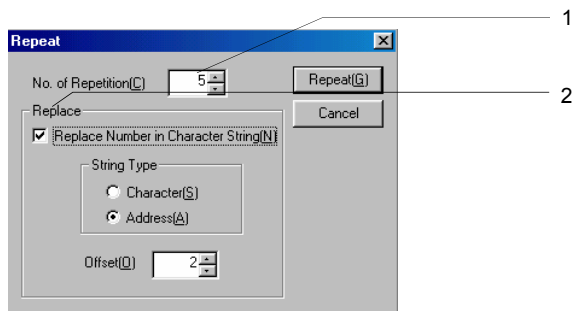 1
Repeat
No. of Repetition(C) 5 Repeat(G)
2
Replace Cancel
Replace Number in Character String(N)
String Type
Character(S)
Address(A)
Offset(O) 2